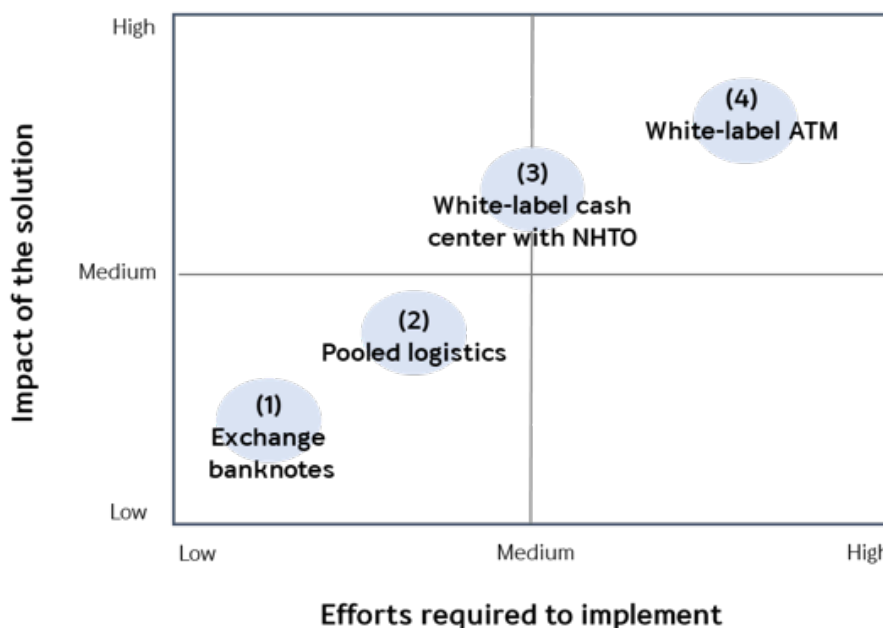 High
(4)
White-label ATM
(3)
White-label cash
center with NHTO
Impact of the solution
Medium
(2)
Pooled logistics
(1)
Exchange
banknotes
Low
Low
Medium
High
Efforts required to implement